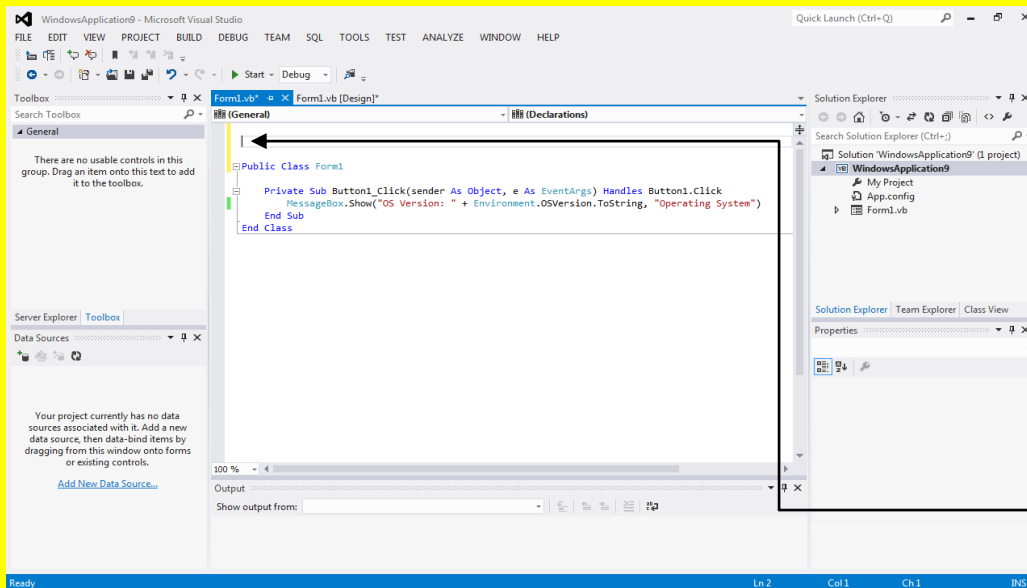 WindowsApplication9 - Microsoft Visual Studio
Quick Launch (Ctrl+Q)
FILE EDIT VIEW PROJECT BUILD DEBUG TEAM SQL TOOLS TEST ANALYZE WINDOW HELP
Start Debug
Toolbox
Search Toolbox
General
There are no usable controls in this
group. Drag an item onto this text to add
it to the toolbox.
Server Explorer Toolbox
Data Sources
Your project currently has no data
sources associated with it. Add a new
data source, then data-bind items by
dragging from this window onto forms
or existing controls.
Add New Data Source...
Form1.vb* Form1.vb [Design]*
(General) (Declarations)
Public Class Form1
Private Sub Button1_Click(sender As Object, e As EventArgs) Handles Button1.Click
MessageBox.Show("OS Version: " + Environment.OSVersion.ToString, "Operating System")
End Sub
End Class
100 %
Output
Show output from:
Solution Explorer
Search Solution Explorer (Ctrl+;)
Solution 'WindowsApplication9' (1 project)
VB WindowsApplication9
My Project
App.config
Form1.vb
Solution Explorer Team Explorer Class View
Properties
Ready Ln 2 Col 1 Ch 1 INS